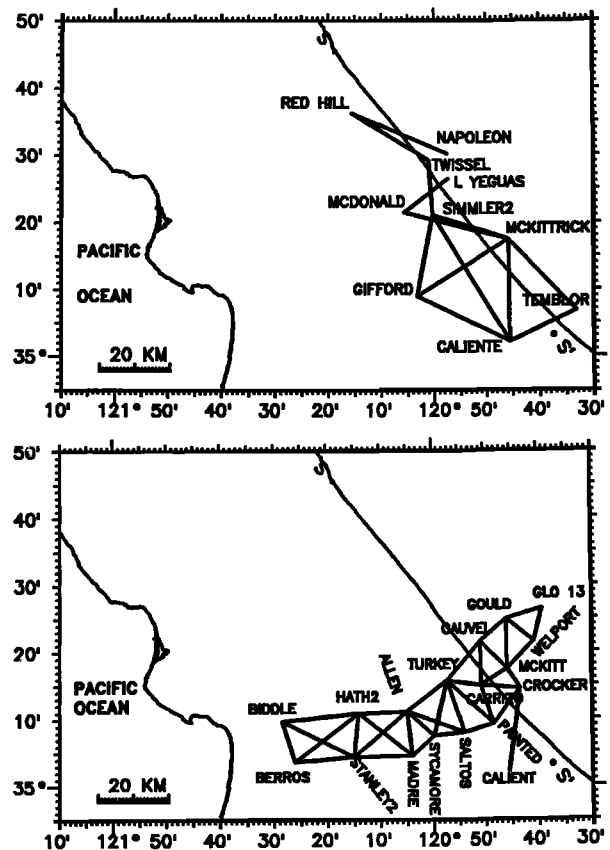 50'
40'
30'
20'
10'
35°
RED HILL
NAPOLEON
TWISSEL
L YEGUAS
MCDONALD
SIMMLER2
MCKITTRICK
PACIFIC
OCEAN
GIFFORD
TEMBLOR
CALIENTE
20 KM
S
S'
10' 121° 50' 40' 30' 20' 10' 120° 50' 40' 30'
50'
40'
30'
20'
10'
35°
S
GLO 13
GOULD
CAUVEL
WELPORT
ALLEN
TURKEY
MCKITT
CROCKER
PACIFIC
OCEAN
HATH2
BIDDLE
PAINTED
BERROS
STANLEY2
MADRE
SYCAMORE
SALTOS
CALIENT
20 KM
S'
10' 121° 50' 40' 30' 20' 10' 120° 50' 40' 30'